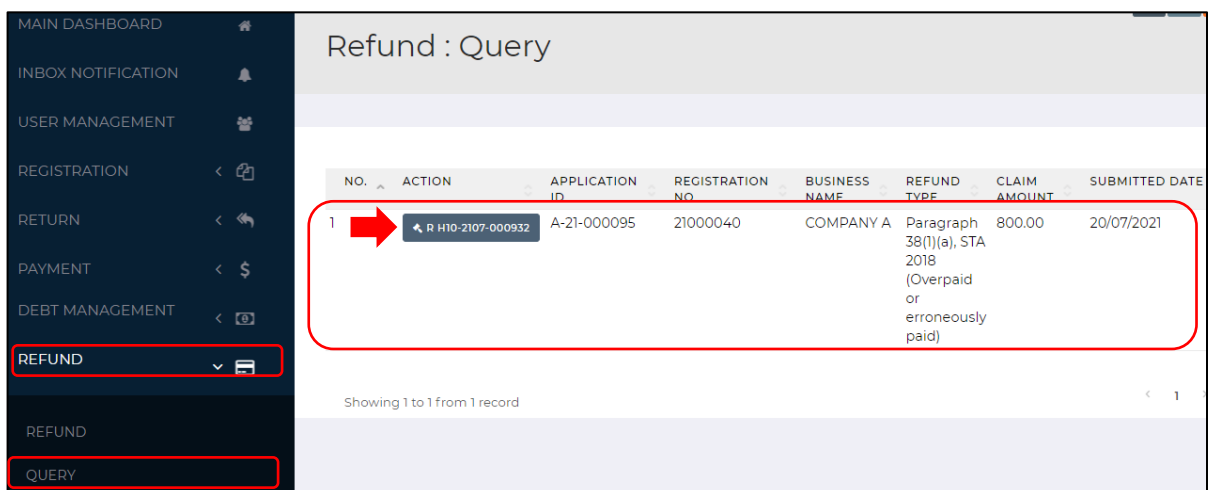 MAIN DASHBOARD
INBOX NOTIFICATION
USER MANAGEMENT
REGISTRATION
RETURN
PAYMENT
DEBT MANAGEMENT
REFUND
REFUND
QUERY
Refund : Query
NO. ACTION APPLICATION ID REGISTRATION NO BUSINESS NAME REFUND TYPE CLAIM AMOUNT SUBMITTED DATE
1 R H10-2107-000932 A-21-000095 21000040 COMPANY A Paragraph 800.00 20/07/2021
38(1)(a), STA
2018
(Overpaid
or
erroneously
paid)
Showing 1 to 1 from 1 record
1